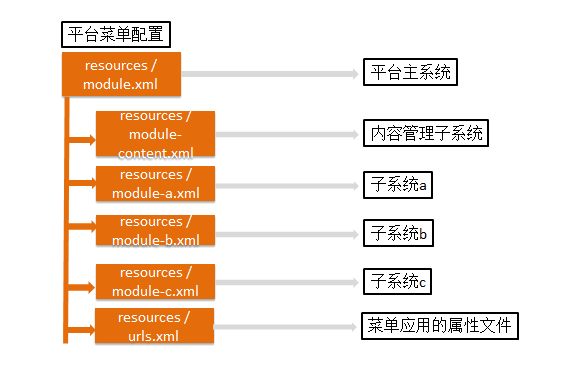 平台菜单配置
resources /
module.xml
平台主系统
resources /
module-
content.xml
内容管理子系统
resources /
module-a.xml
子系统a
resources /
module-b.xml
子系统b
resources /
module-c.xml
子系统c
resources /
urls.xml
菜单应用的属性文件